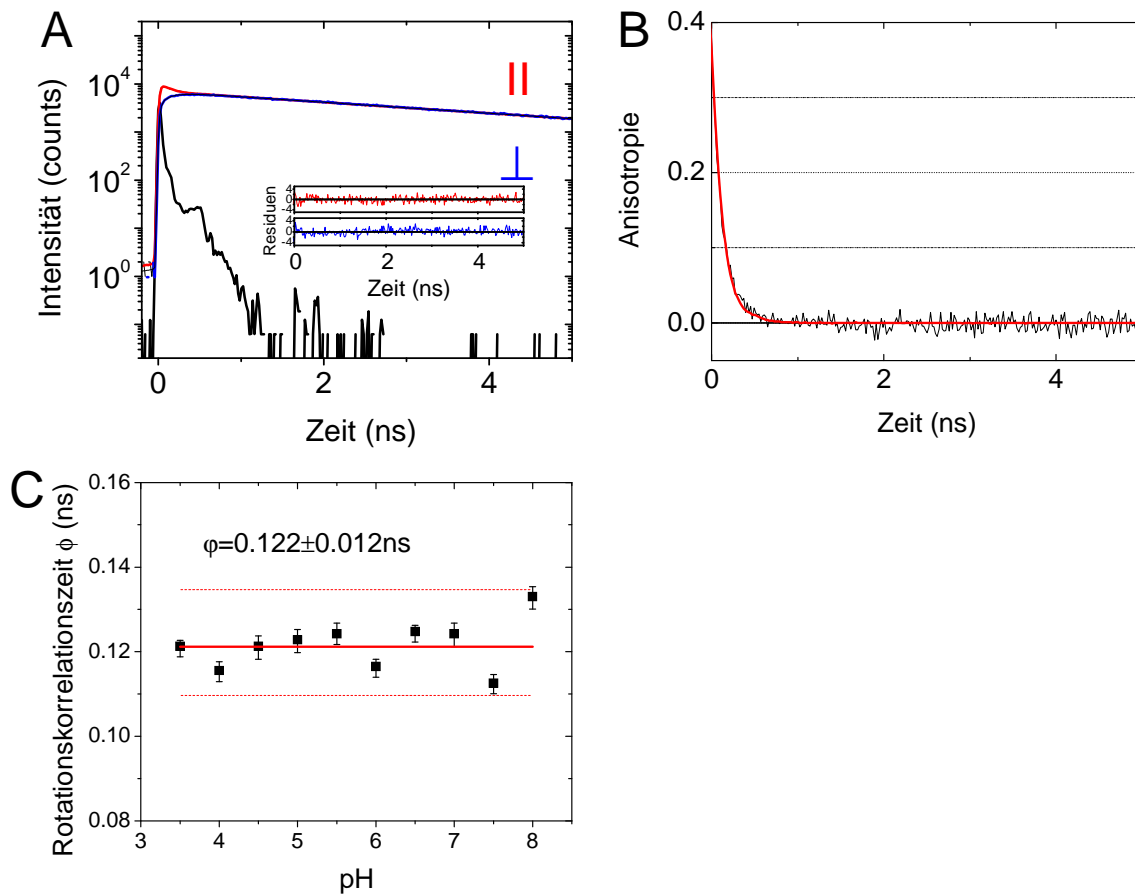 A
Intensität (counts)
10^4
10^2
10^0
||
⊥
Residuen
4
0
-4
4
0
-4
0
2
4
Zeit (ns)
0
2
4
Zeit (ns)
B
Anisotropie
0.4
0.2
0.0
0
2
4
Zeit (ns)
C
Rotationskorrelationszeit ϕ (ns)
0.16
0.14
0.12
0.10
0.08
φ=0.122±0.012ns
3
4
5
6
7
8
pH